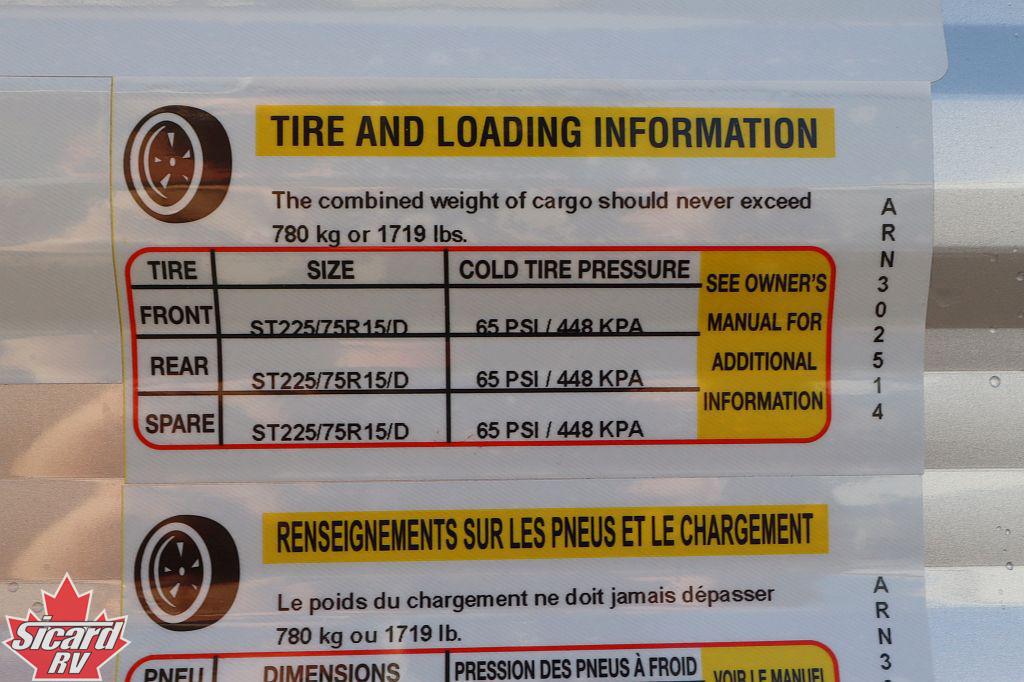 TIRE AND LOADING INFORMATION
The combined weight of cargo should never exceed
780 kg or 1719 lbs.
TIRE SIZE COLD TIRE PRESSURE
FRONT ST225/75R15/D 65 PSI / 448 KPA
REAR ST225/75R15/D 65 PSI / 448 KPA
SPARE ST225/75R15/D 65 PSI / 448 KPA
SEE OWNER'S
MANUAL FOR
ADDITIONAL
INFORMATION
ARN302514
RENSEIGNEMENTS SUR LES PNEUS ET LE CHARGEMENT
Le poids du chargement ne doit jamais dépasser
780 kg ou 1719 lb.
PNEU DIMENSIONS PRESSION DES PNEUS À FROID
VOIR LE MANUEL
ARN3
Sicard
RV